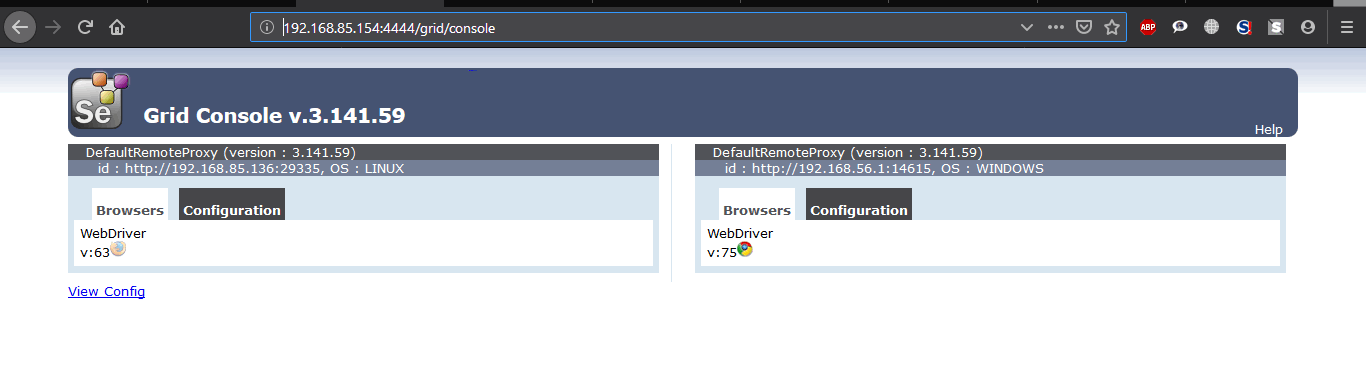 192.168.85.154:4444/grid/console
ABP
S
S
Se
Grid Console v.3.141.59
Help
DefaultRemoteProxy (version : 3.141.59)
id : http://192.168.85.136:29335, OS : LINUX
Browsers Configuration
WebDriver
v:63
DefaultRemoteProxy (version : 3.141.59)
id : http://192.168.56.1:14615, OS : WINDOWS
Browsers Configuration
WebDriver
v:75
View Config